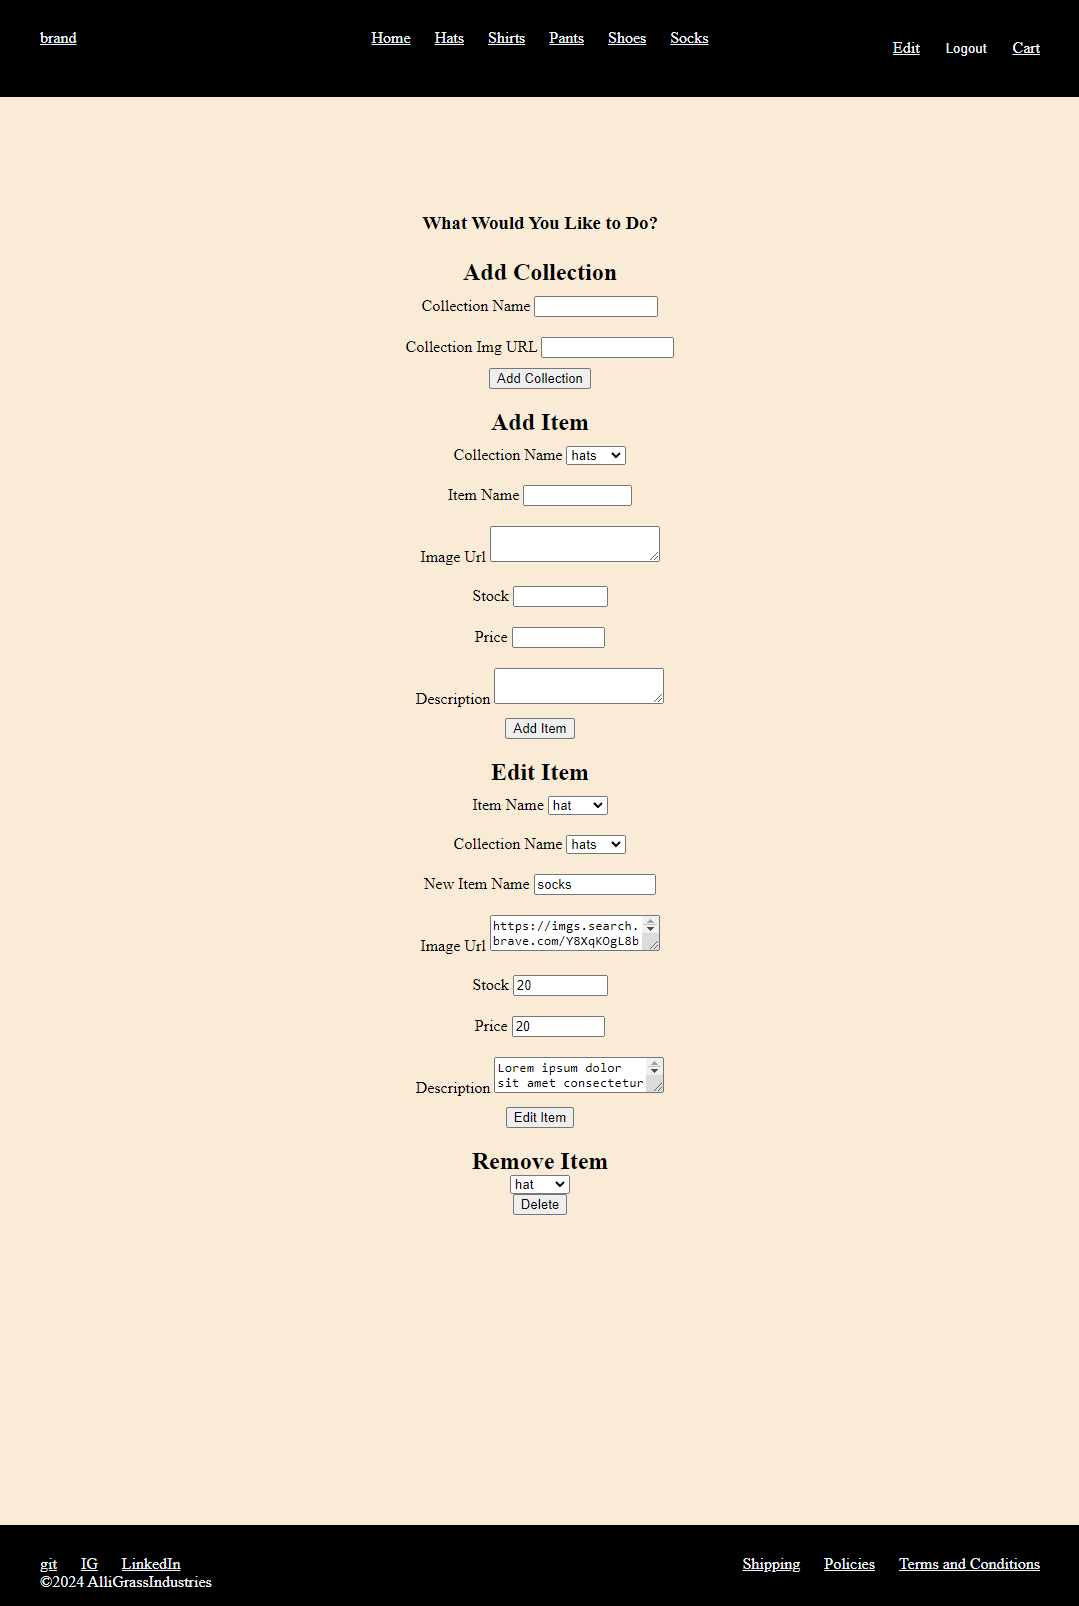 brand
Home Hats Shirts Pants Shoes Socks
Edit Logout Cart
What Would You Like to Do?
Add Collection
Collection Name
Collection Img URL
Add Collection
Add Item
Collection Name hats
Item Name
Image Url
Stock
Price
Description
Add Item
Edit Item
Item Name hat
Collection Name hats
New Item Name socks
Image Url https://imgs.search.
brave.com/Y8XqKOgL8b
Stock 20
Price 20
Description Lorem ipsum dolor
sit amet consectetur
Edit Item
Remove Item
hat
Delete
git IG LinkedIn
©2024 AlliGrassIndustries
Shipping Policies Terms and Conditions